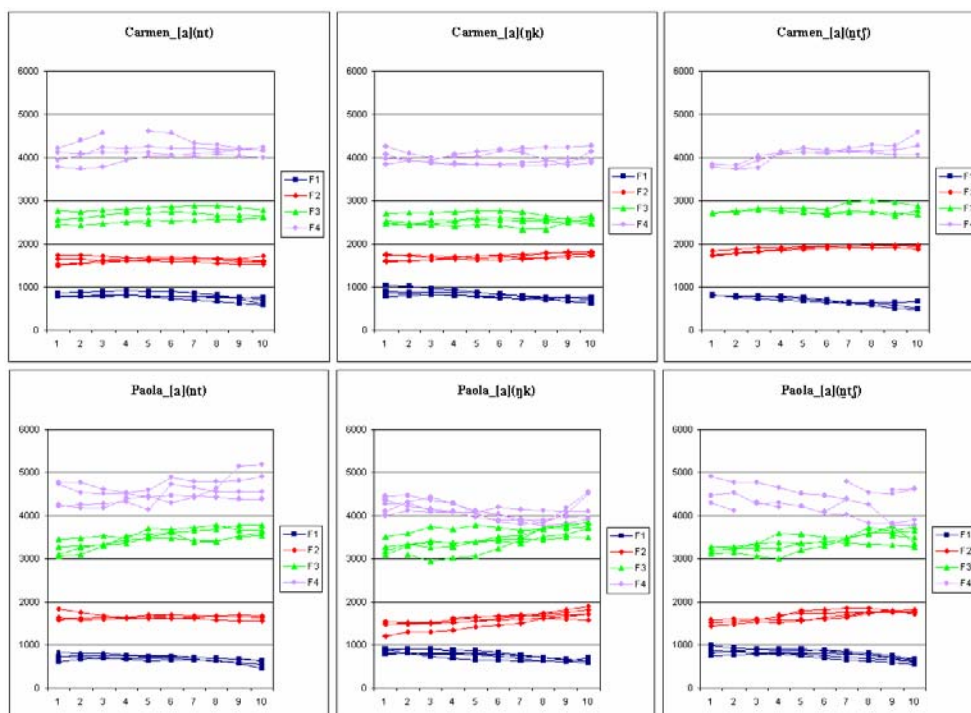 Carmen_[a](nt)
6000
5000
4000
3000
2000
1000
0
1 2 3 4 5 6 7 8 9 10
F1
F2
F3
F4
Carmen_[a](ŋk)
6000
5000
4000
3000
2000
1000
0
1 2 3 4 5 6 7 8 9 10
F1
F2
F3
F4
Carmen_[a](n̠tʃ)
6000
5000
4000
3000
2000
1000
0
1 2 3 4 5 6 7 8 9 10
F1
F2
F3
F4
Paola_[a](nt)
6000
5000
4000
3000
2000
1000
0
1 2 3 4 5 6 7 8 9 10
F1
F2
F3
F4
Paola_[a](ŋk)
6000
5000
4000
3000
2000
1000
0
1 2 3 4 5 6 7 8 9 10
F1
F2
F3
F4
Paola_[a](n̠tʃ)
6000
5000
4000
3000
2000
1000
0
1 2 3 4 5 6 7 8 9 10
F1
F2
F3
F4